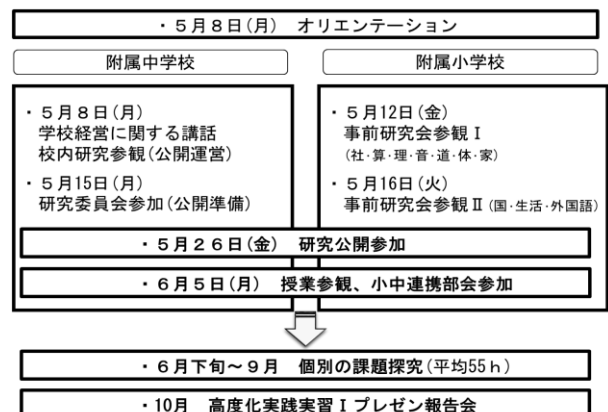 ・５月８日(月)　オリエンテーション
附属中学校
附属小学校
・５月８日(月)
学校経営に関する講話
校内研究参観(公開運営)
・５月15日(月)
研究委員会参加(公開準備)
・５月12日(金)
事前研究会参観Ⅰ
(社・算・理・音・道・体・家)
・５月16日(火)
事前研究会参観Ⅱ(国・生活・外国語)
・５月２６日(金)　研究公開参加
・６月５日(月)　授業参観、小中連携部会参加
・６月下旬～９月　個別の課題探究(平均55ｈ)
・10月　高度化実践実習Ⅰプレゼン報告会